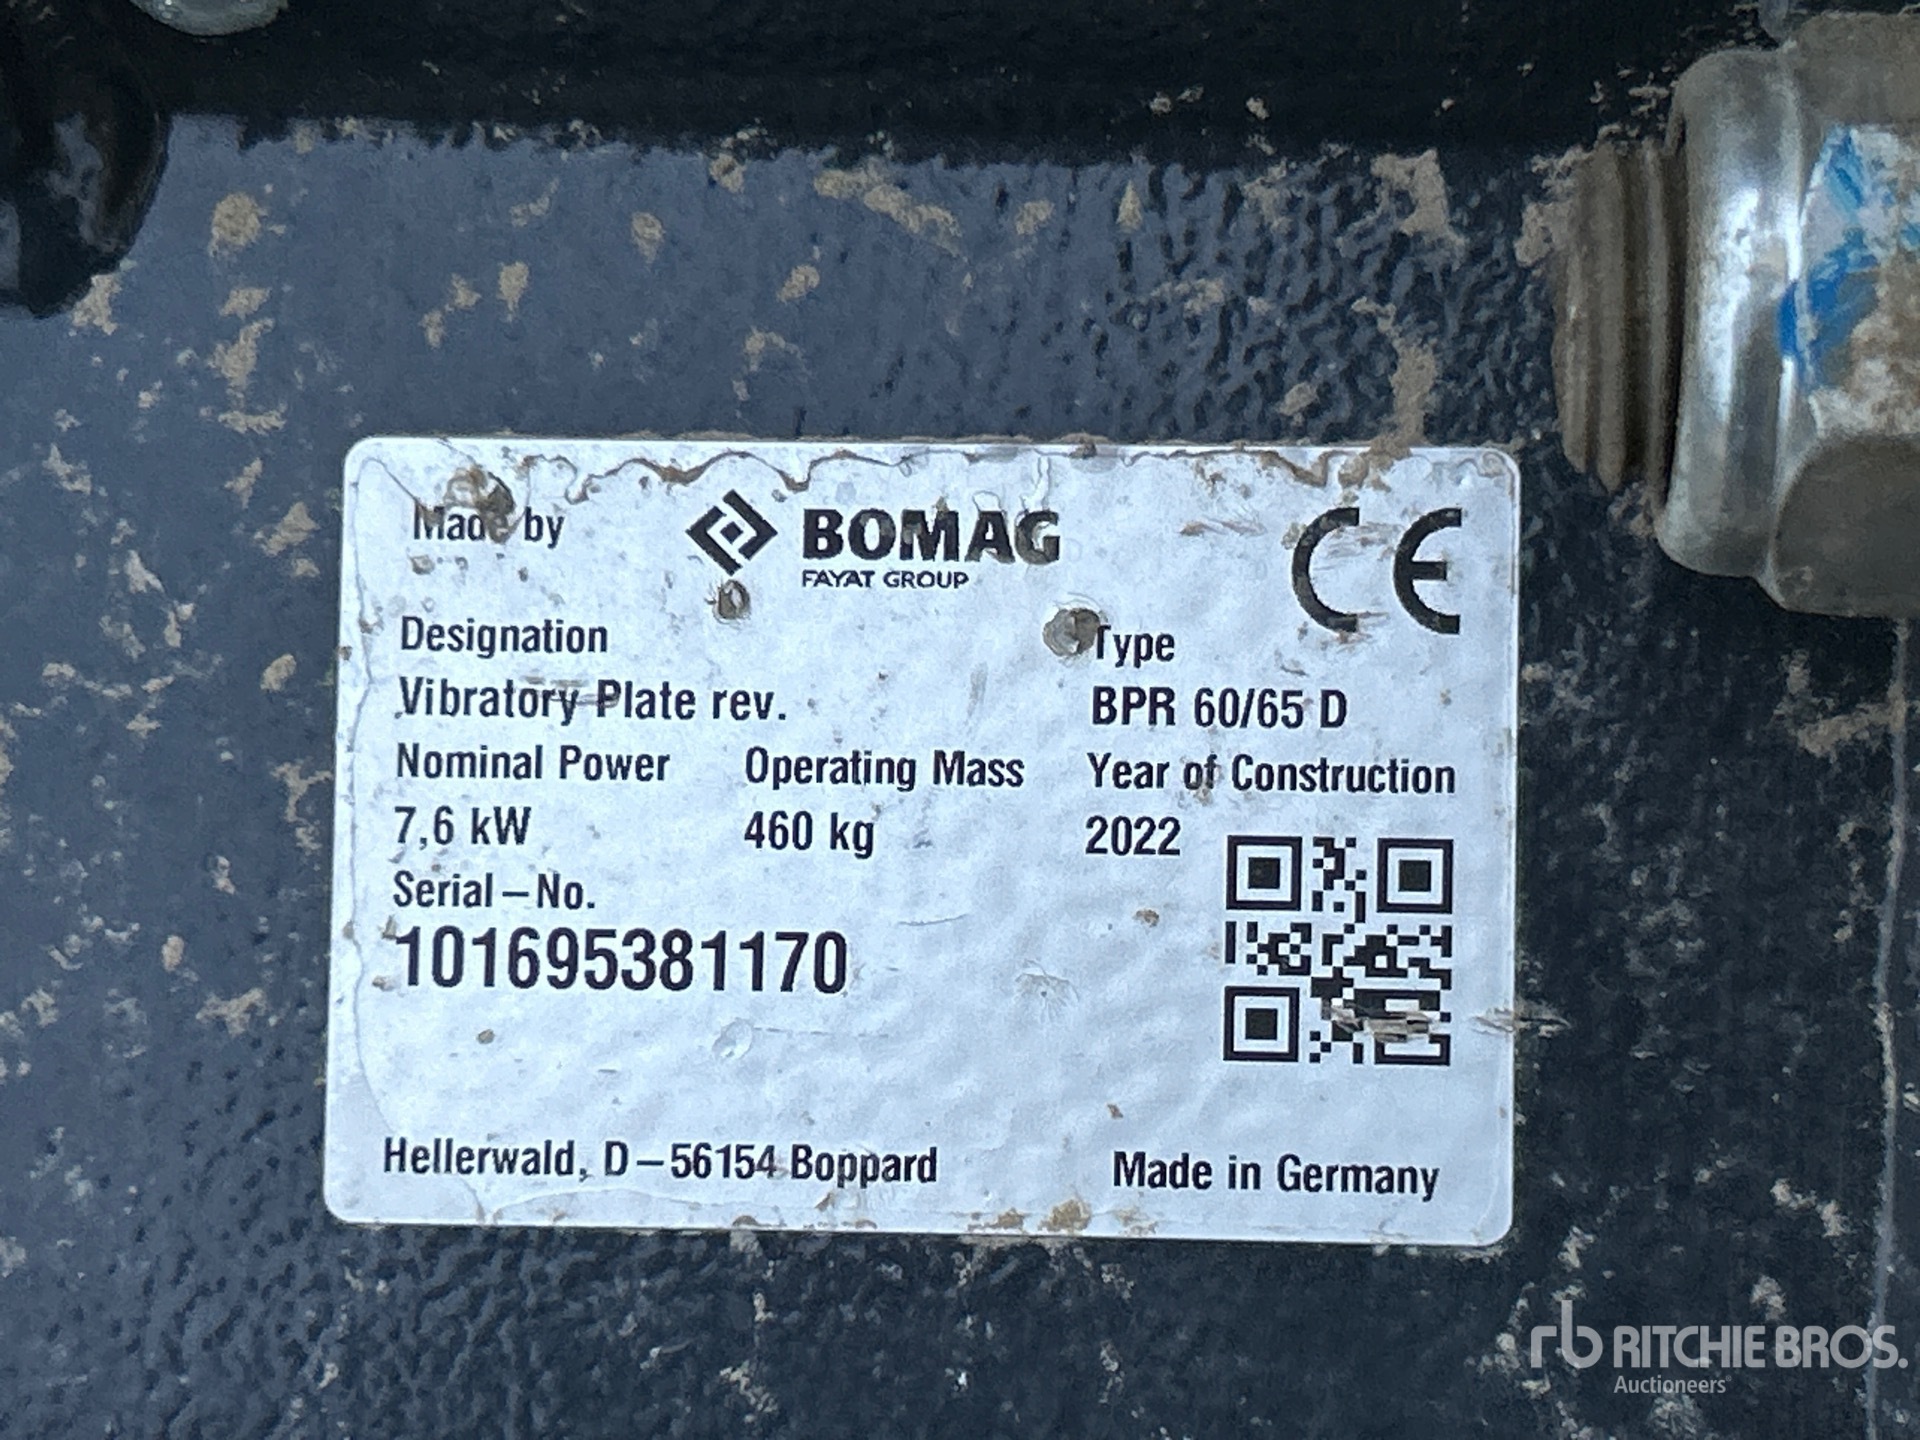 Made by
BOMAG
FAYAT GROUP
CE
Designation
Type
Vibratory Plate rev.
BPR 60/65 D
Nominal Power Operating Mass Year of Construction
7,6 kW 460 kg 2022
Serial–No.
101695381170
Hellerwald, D–56154 Boppard Made in Germany
rb RITCHIE BROS.
Auctioneers